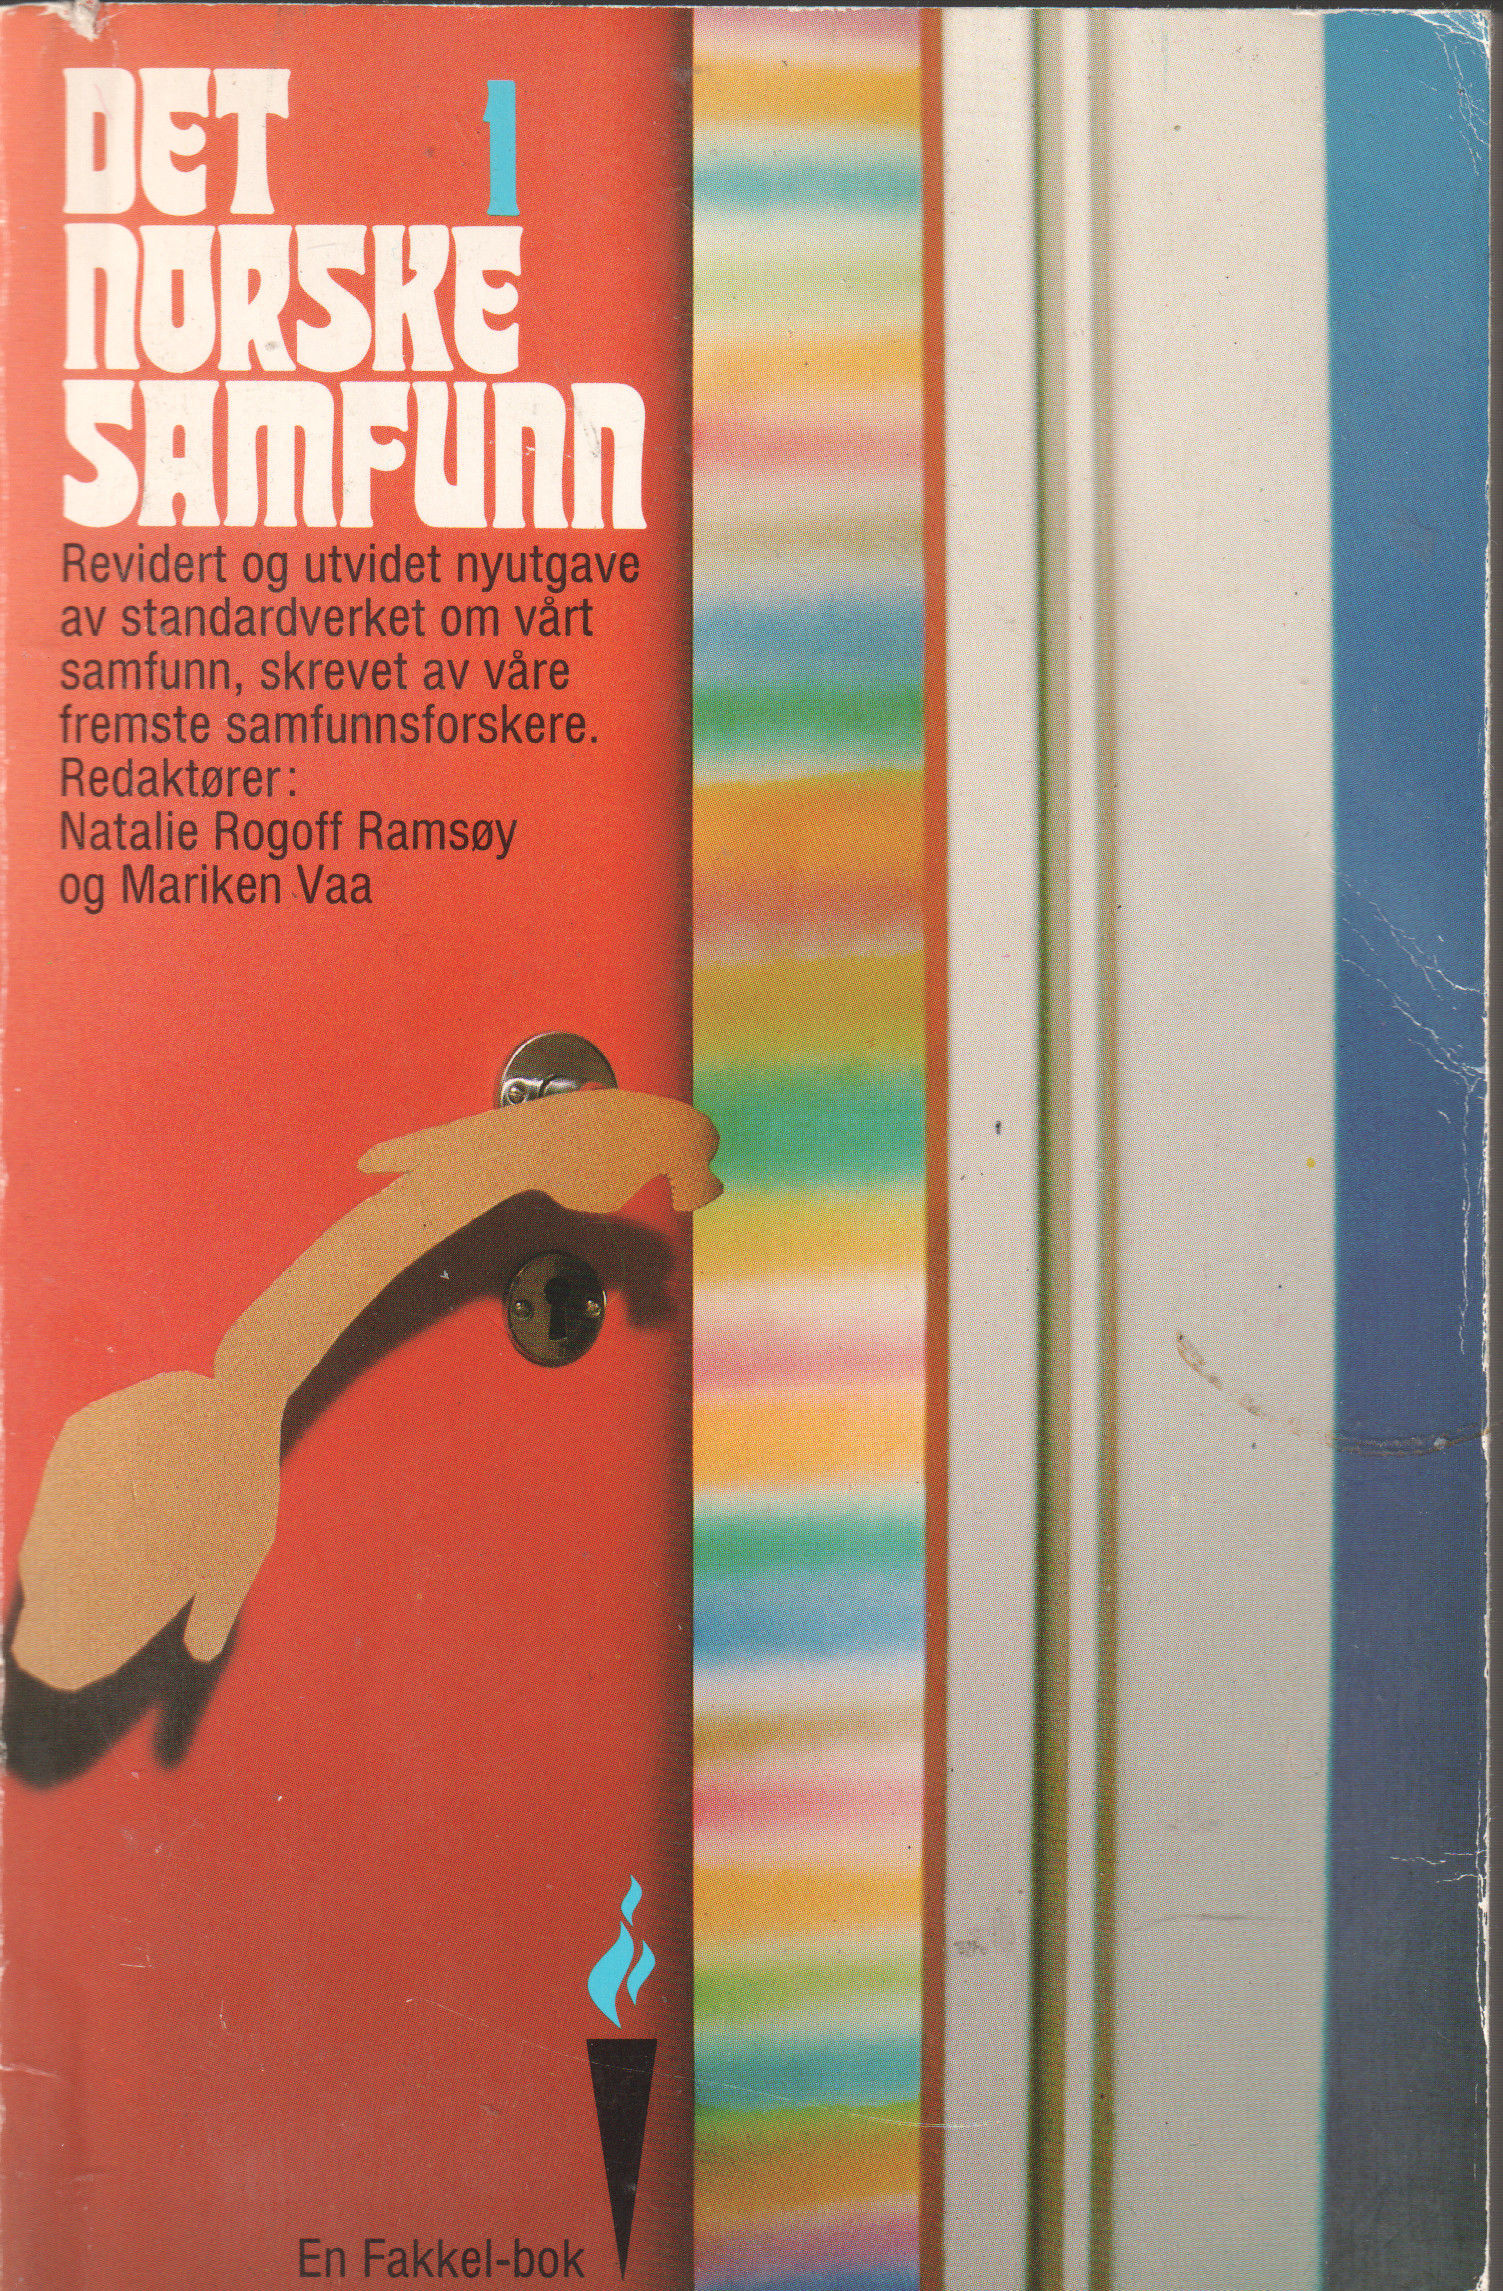 DET 1
NORSKE
SAMFUNN
Revidert og utvidet nyutgave
av standardverket om vårt
samfunn, skrevet av våre
fremste samfunnsforskere.
Redaktører:
Natalie Rogoff Ramsøy
og Mariken Vaa
En Fakkel-bok